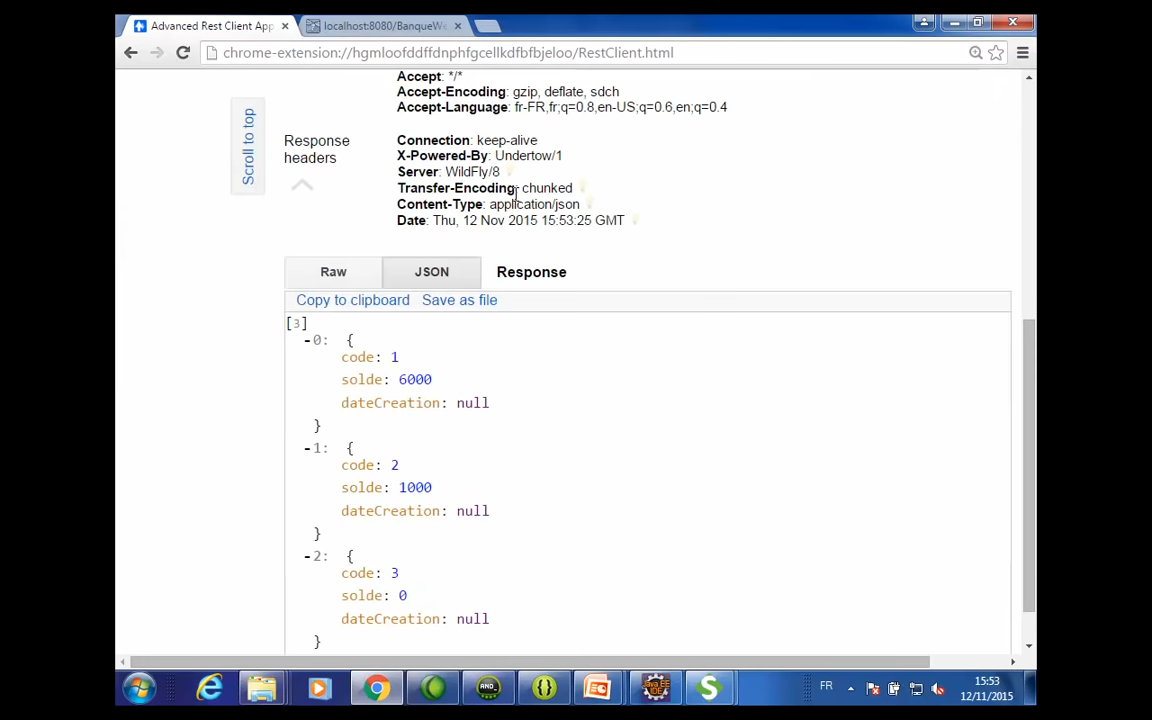 Advanced Rest Client App
localhost:8080/BanqueWe
chrome-extension://hgmloofddffdnphfgcellkdfbfbjeloo/RestClient.html
Accept: */*
Accept-Encoding: gzip, deflate, sdch
Accept-Language: fr-FR,fr;q=0.8,en-US;q=0.6,en;q=0.4
Scroll to top
Response
headers
Connection: keep-alive
X-Powered-By: Undertow/1
Server: WildFly/8
Transfer-Encoding: chunked
Content-Type: application/json
Date: Thu, 12 Nov 2015 15:53:25 GMT
Raw JSON Response
Copy to clipboard Save as file
[3]
-0: {
code: 1
solde: 6000
dateCreation: null
}
-1: {
code: 2
solde: 1000
dateCreation: null
}
-2: {
code: 3
solde: 0
dateCreation: null
}
AND_
Java EE
IDE
FR
15:53
12/11/2015